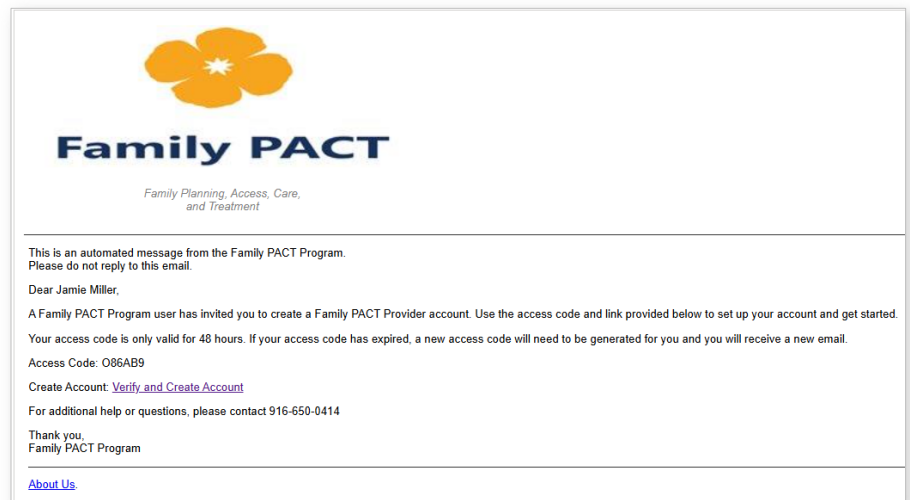 Family PACT
Family Planning, Access, Care,
and Treatment
This is an automated message from the Family PACT Program.
Please do not reply to this email.
Dear Jamie Miller,
A Family PACT Program user has invited you to create a Family PACT Provider account. Use the access code and link provided below to set up your account and get started.
Your access code is only valid for 48 hours. If your access code has expired, a new access code will need to be generated for you and you will receive a new email.
Access Code: O86AB9
Create Account: Verify and Create Account
For additional help or questions, please contact 916-650-0414
Thank you,
Family PACT Program
About Us.